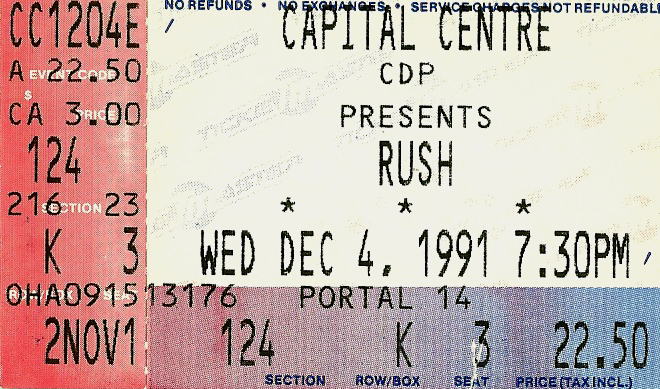 NO REFUNDS • NO EXCHANGES • SERVICE CHARGES NOT REFUNDABLE
CC1204E CAPITAL CENTRE
EVENT CODE
A 22.50 CDP
$
PRICE
CA 3.00 PRESENTS
124 RUSH
216 SECTION 23 * * *
K 3 WED DEC 4, 1991 7:30PM
OHA091513176 PORTAL 14
2NOV1 124 K 3 22.50
SECTION ROW/BOX SEAT PRICE (TAX INCL.)